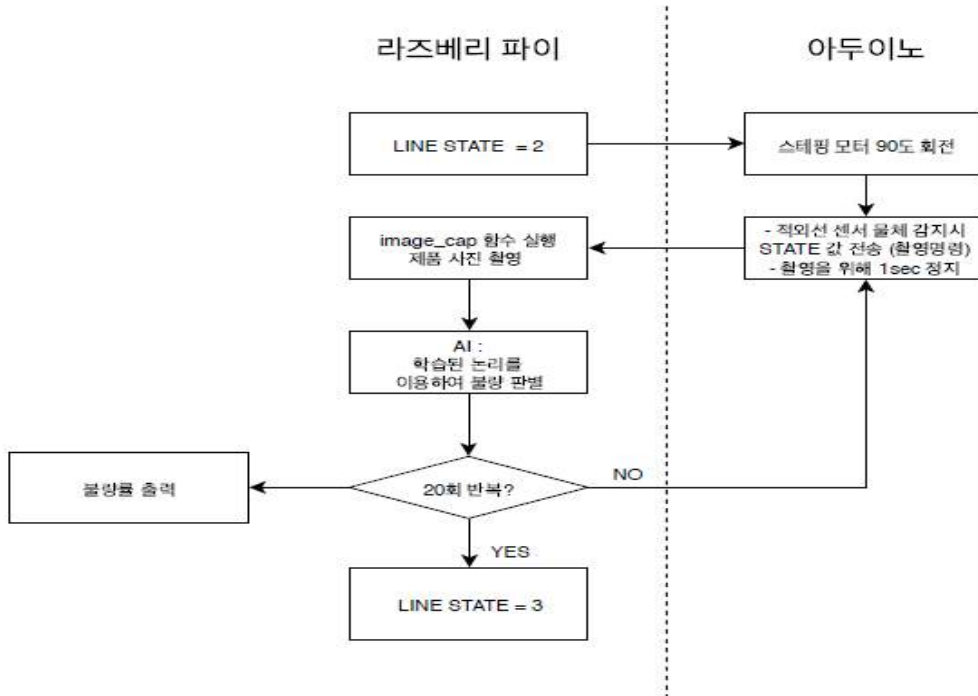 라즈베리 파이
아두이노
LINE STATE = 2
스테핑 모터 90도 회전
image_cap 함수 실행
제품 사진 촬영
- 적외선 센서 물체 감지시
STATE 값 전송 (촬영명령)
- 촬영을 위해 1sec 정지
AI :
학습된 논리를
이용하여 불량 판별
불량률 출력
20회 반복?
NO
YES
LINE STATE = 3